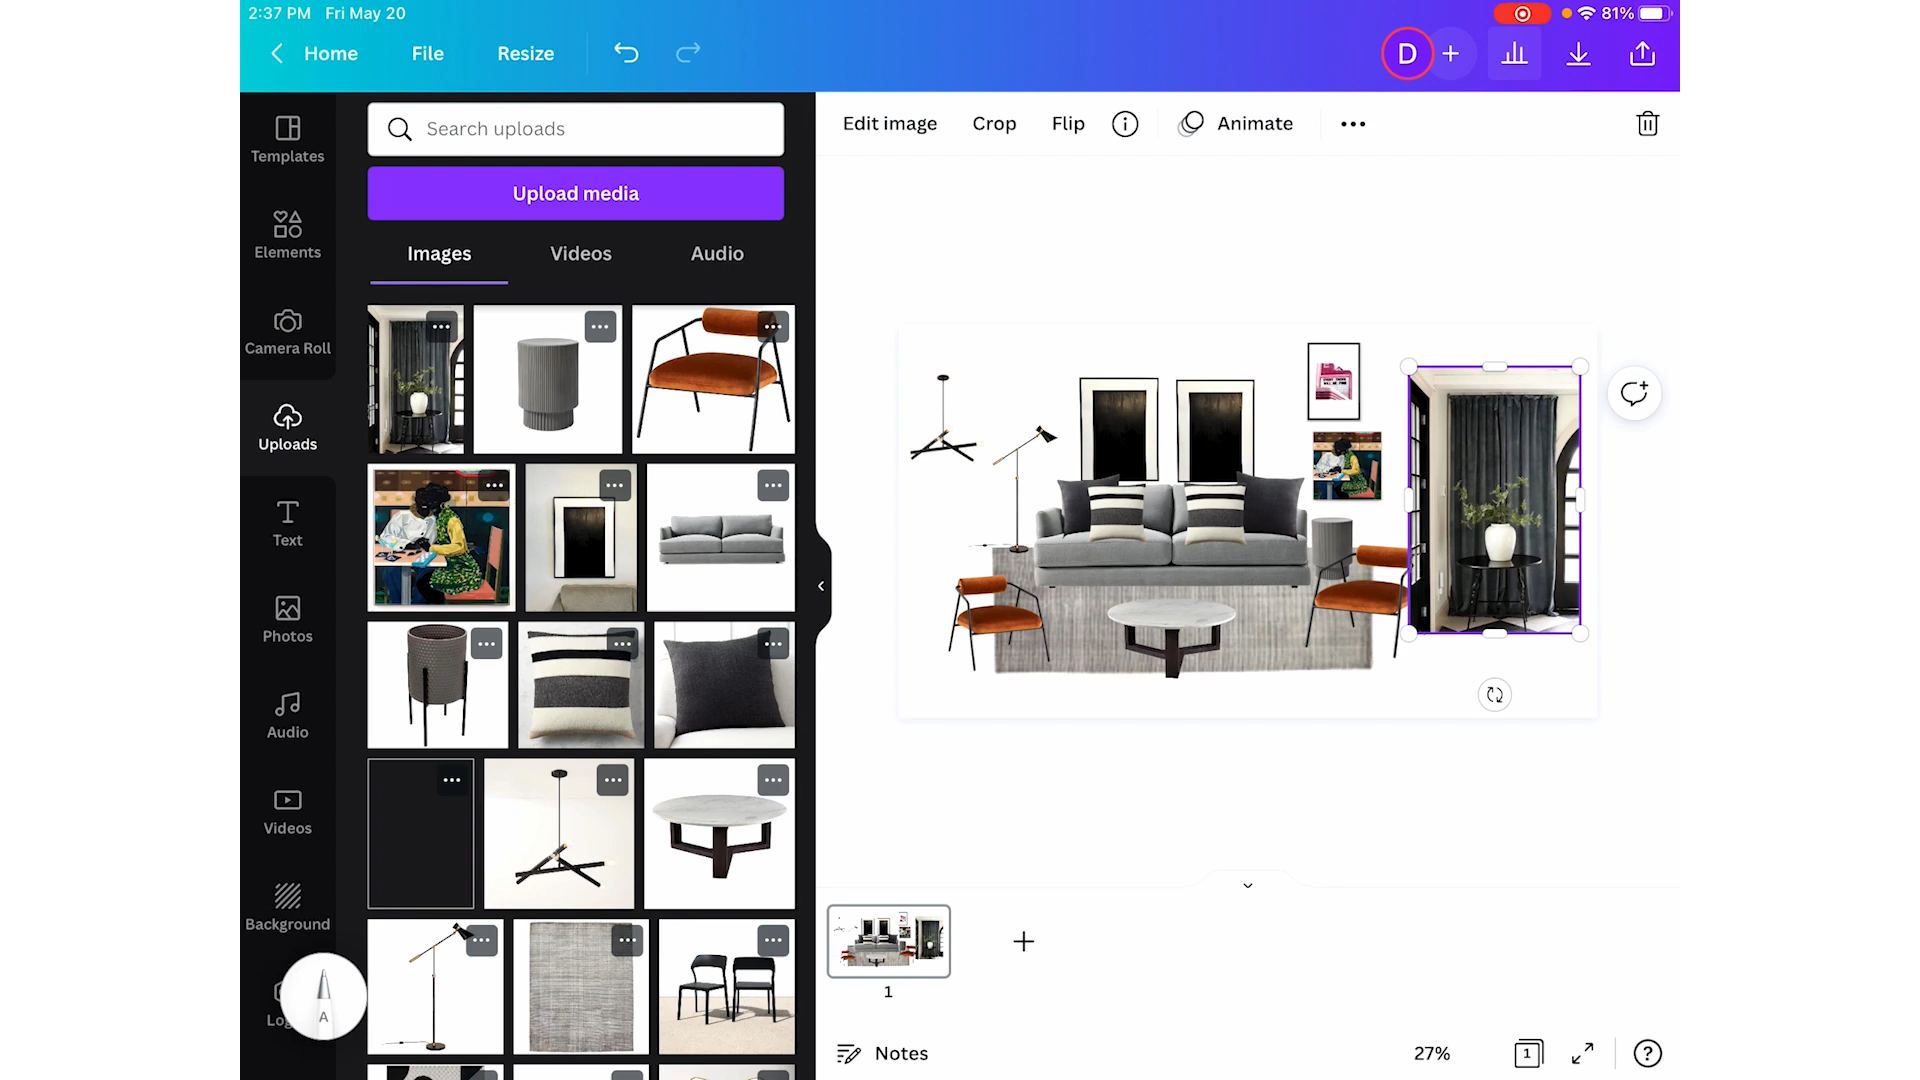 2:37 PM Fri May 20
81%
Home
File
Resize
D
Templates
Elements
Camera Roll
Uploads
Text
Photos
Audio
Videos
Background
A
Search uploads
Upload media
Images
Videos
Audio
Edit image
Crop
Flip
Animate
1
Notes
27%
1
?